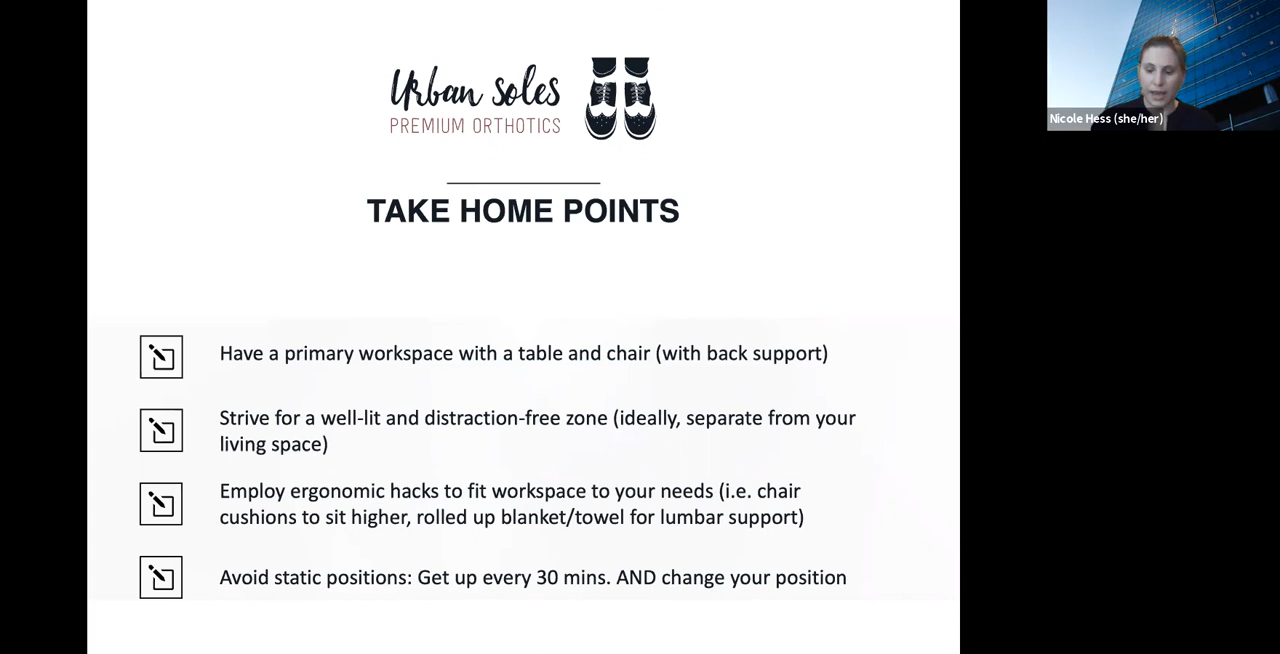 Urban soles
PREMIUM ORTHOTICS
Nicole Hess (she/her)
TAKE HOME POINTS
Have a primary workspace with a table and chair (with back support)
Strive for a well-lit and distraction-free zone (ideally, separate from your
living space)
Employ ergonomic hacks to fit workspace to your needs (i.e. chair
cushions to sit higher, rolled up blanket/towel for lumbar support)
Avoid static positions: Get up every 30 mins. AND change your position